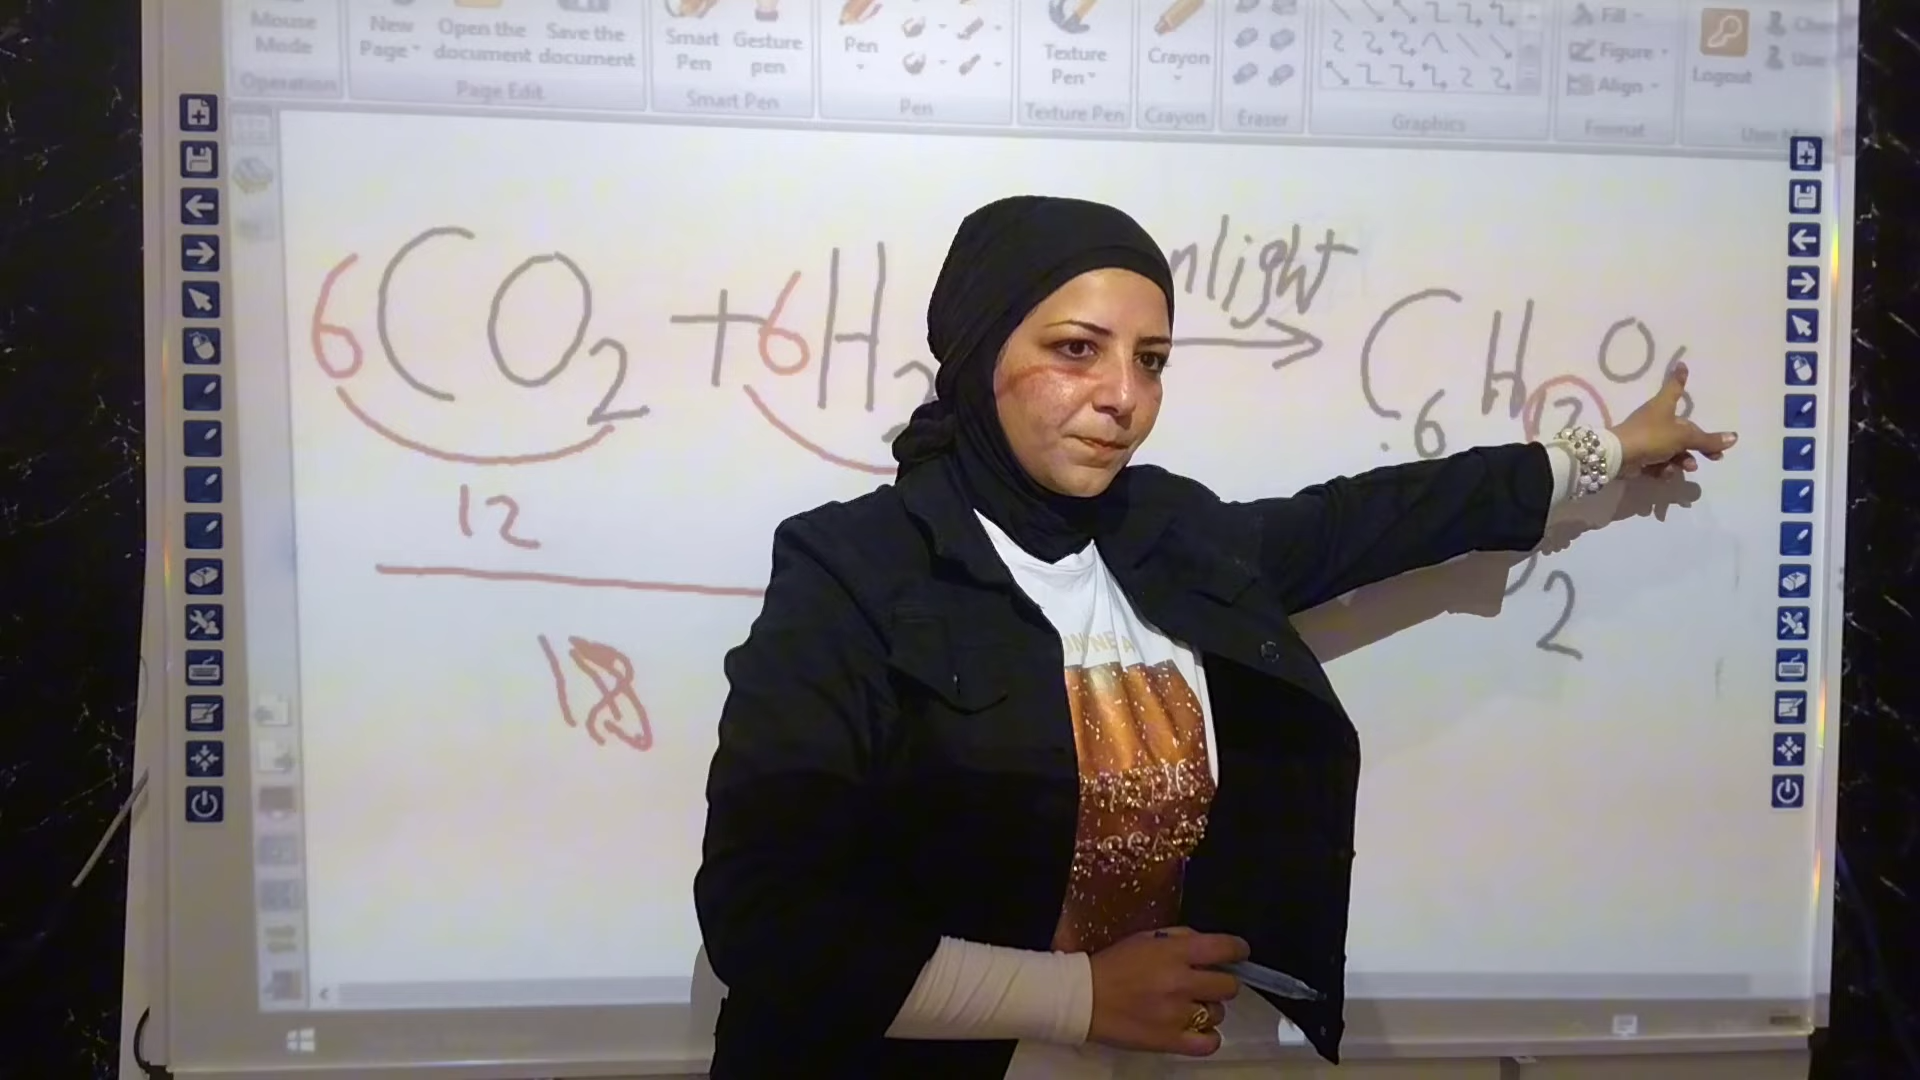 Mouse Mode
New Page
Open the document
Save the document
Smart Pen
Gesture pen
Pen
Texture Pen
Crayon
Fill
Figure
Align
Logout
Operation
Page Edit
Smart Pen
Pen
Texture Pen
Crayon
Eraser
Graphics
Format
nlight
6CO2 + 6H2 → C6H12O6
12
2
18